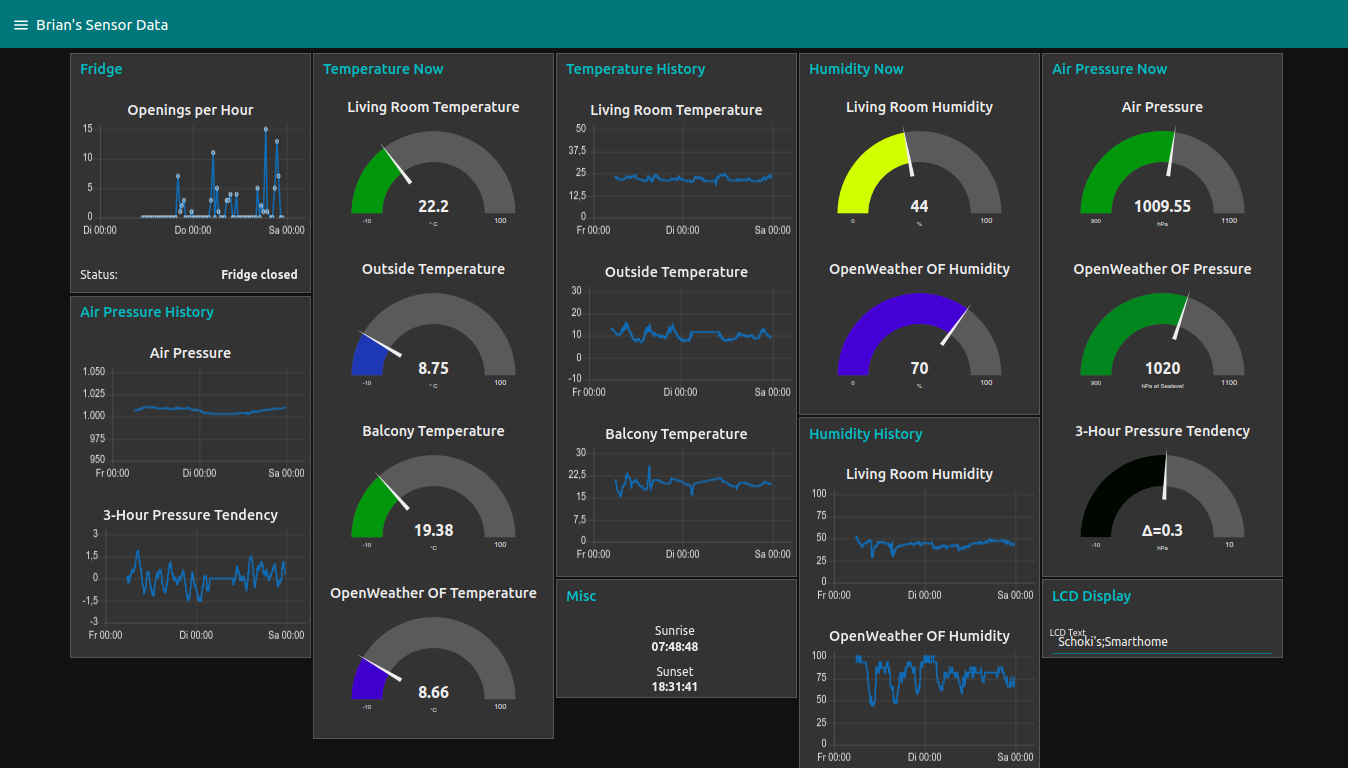 Brian's Sensor Data
Fridge
Openings per Hour
15
10
5
0
Di 00:00 Do 00:00 Sa 00:00
Status: Fridge closed
Air Pressure History
Air Pressure
1.050
1.025
1.000
975
950
Fr 00:00 Di 00:00 Sa 00:00
3-Hour Pressure Tendency
3
1,5
0
-1,5
-3
Fr 00:00 Di 00:00 Sa 00:00
Temperature Now
Living Room Temperature
22.2
-10 °C 100
Outside Temperature
8.75
-10 °C 100
Balcony Temperature
19.38
-10 °C 100
OpenWeather OF Temperature
8.66
-10 °C 100
Temperature History
Living Room Temperature
50
37,5
25
12,5
0
Fr 00:00 Di 00:00 Sa 00:00
Outside Temperature
30
20
10
0
-10
Fr 00:00 Di 00:00 Sa 00:00
Balcony Temperature
30
22,5
15
7,5
0
Fr 00:00 Di 00:00 Sa 00:00
Misc
Sunrise
07:48:48
Sunset
18:31:41
Humidity Now
Living Room Humidity
44
0 % 100
OpenWeather OF Humidity
70
0 % 100
Humidity History
Living Room Humidity
100
75
50
25
0
Fr 00:00 Di 00:00 Sa 00:00
OpenWeather OF Humidity
100
75
50
25
0
Fr 00:00 Di 00:00 Sa 00:00
Air Pressure Now
Air Pressure
1009.55
900 hPa 1100
OpenWeather OF Pressure
1020
900 hPa at Sealevel 1100
3-Hour Pressure Tendency
Δ=0.3
-10 hPa 10
LCD Display
LCD Text
Schoki's;Smarthome